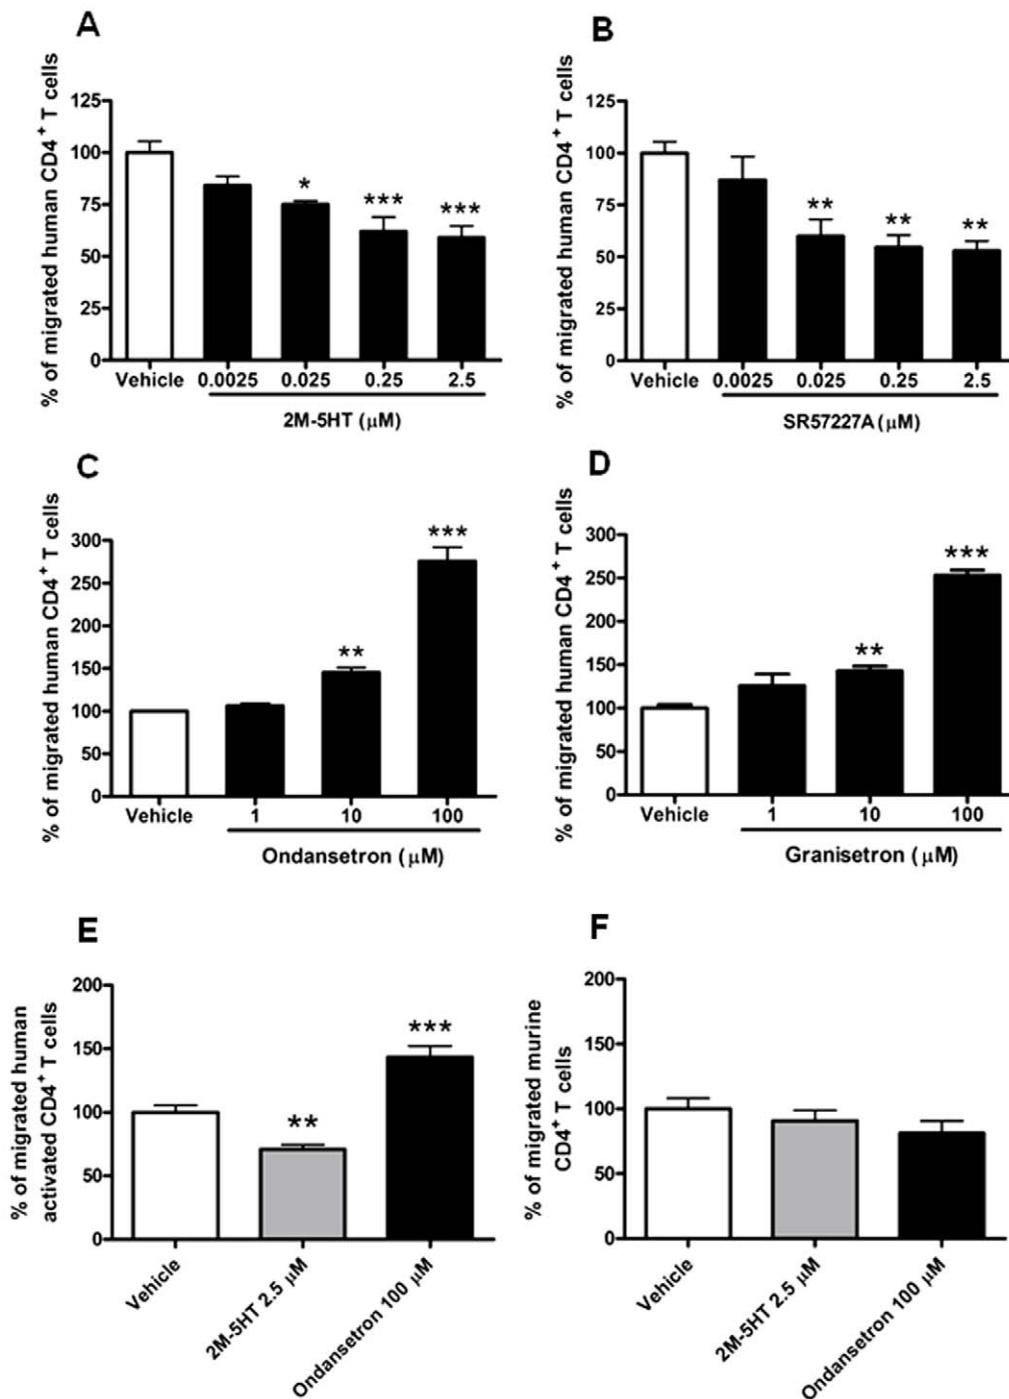 A
% of migrated human CD4+ T cells
125
100
75
50
25
0
*
***
***
Vehicle 0.0025 0.025 0.25 2.5
2M-5HT (μM)
B
% of migrated human CD4+ T cells
125
100
75
50
25
0
**
**
**
Vehicle 0.0025 0.025 0.25 2.5
SR57227A (μM)
C
% of migrated human CD4+ T cells
300
250
200
150
100
50
0
**
***
Vehicle 1 10 100
Ondansetron (μM)
D
% of migrated human CD4+ T cells
300
250
200
150
100
50
0
**
***
Vehicle 1 10 100
Granisetron (μM)
E
% of migrated human
activated CD4+ T cells
200
150
100
50
0
**
***
Vehicle
2M-5HT 2.5 μM
Ondansetron 100 μM
F
% of migrated murine
CD4+ T cells
200
150
100
50
0
Vehicle
2M-5HT 2.5 μM
Ondansetron 100 μM